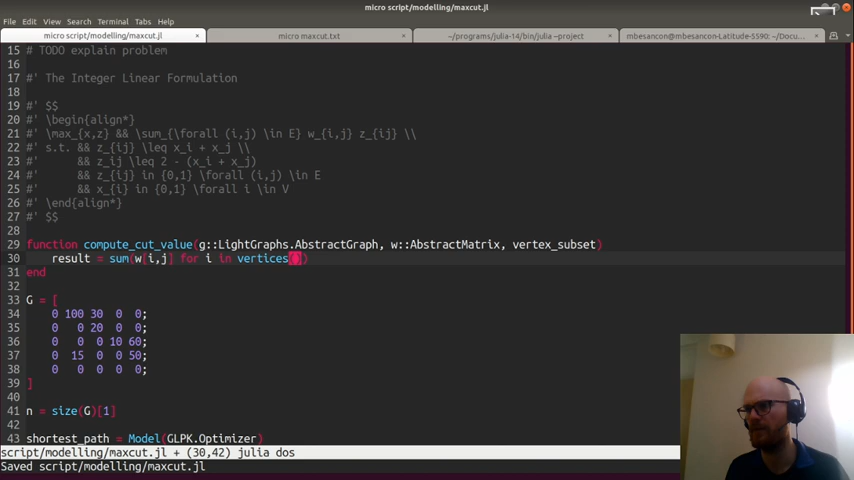 micro script/modelling/maxcut.jl
File Edit View Search Terminal Tabs Help
micro script/modelling/maxcut.jl × micro maxcut.txt × ~/programs/julia-14/bin/julia --project × mbesancon@mbesancon-Latitude-5590: ~/Docu... ×
15 # TODO explain problem
16
17 #' The Integer Linear Formulation
18
19 #' $$
20 #' \begin{align*}
21 #' \max_{x,z} && \sum_{\forall (i,j) \in E} w_{i,j} z_{ij} \\
22 #' s.t. && z_{ij} \leq x_i + x_j \\
23 #' && z_ij \leq 2 - (x_i + x_j)
24 #' && z_{ij} in {0,1} \forall (i,j) \in E
25 #' && x_{i} in {0,1} \forall i \in V
26 #' \end{align*}
27 #' $$
28
29 function compute_cut_value(g::LightGraphs.AbstractGraph, w::AbstractMatrix, vertex_subset)
30 result = sum(w[i,j] for i in vertices())
31 end
32
33 G = [
34 0 100 30 0 0;
35 0 0 20 0 0;
36 0 0 0 10 60;
37 0 15 0 0 50;
38 0 0 0 0 0;
39 ]
40
41 n = size(G)[1]
42
43 shortest_path = Model(GLPK.Optimizer)
script/modelling/maxcut.jl + (30,42) julia dos
Saved script/modelling/maxcut.jl